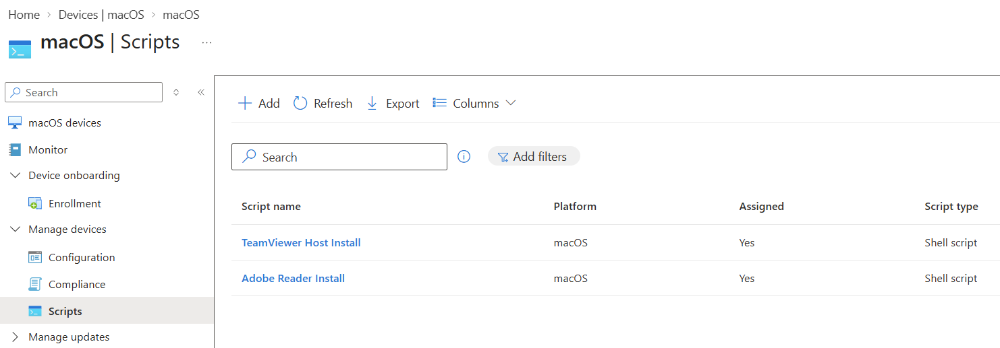 Home > Devices | macOS > macOS
macOS | Scripts ...
Search
macOS devices
Monitor
Device onboarding
Enrollment
Manage devices
Configuration
Compliance
Scripts
Manage updates
Add Refresh Export Columns
Search Add filters
Script name Platform Assigned Script type
TeamViewer Host Install macOS Yes Shell script
Adobe Reader Install macOS Yes Shell script